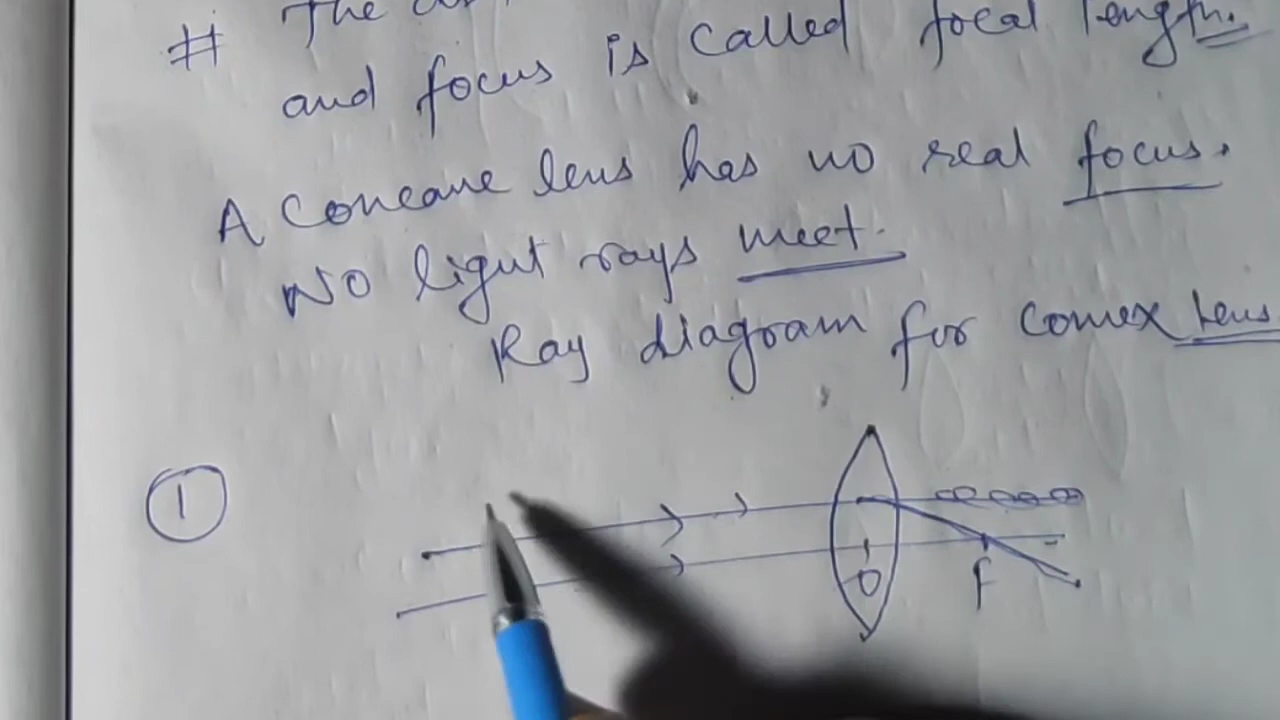 # The
and focus is called focal length.
A Concave lens has no real focus.
No light rays meet.
Ray diagram for convex lens
1
O
F